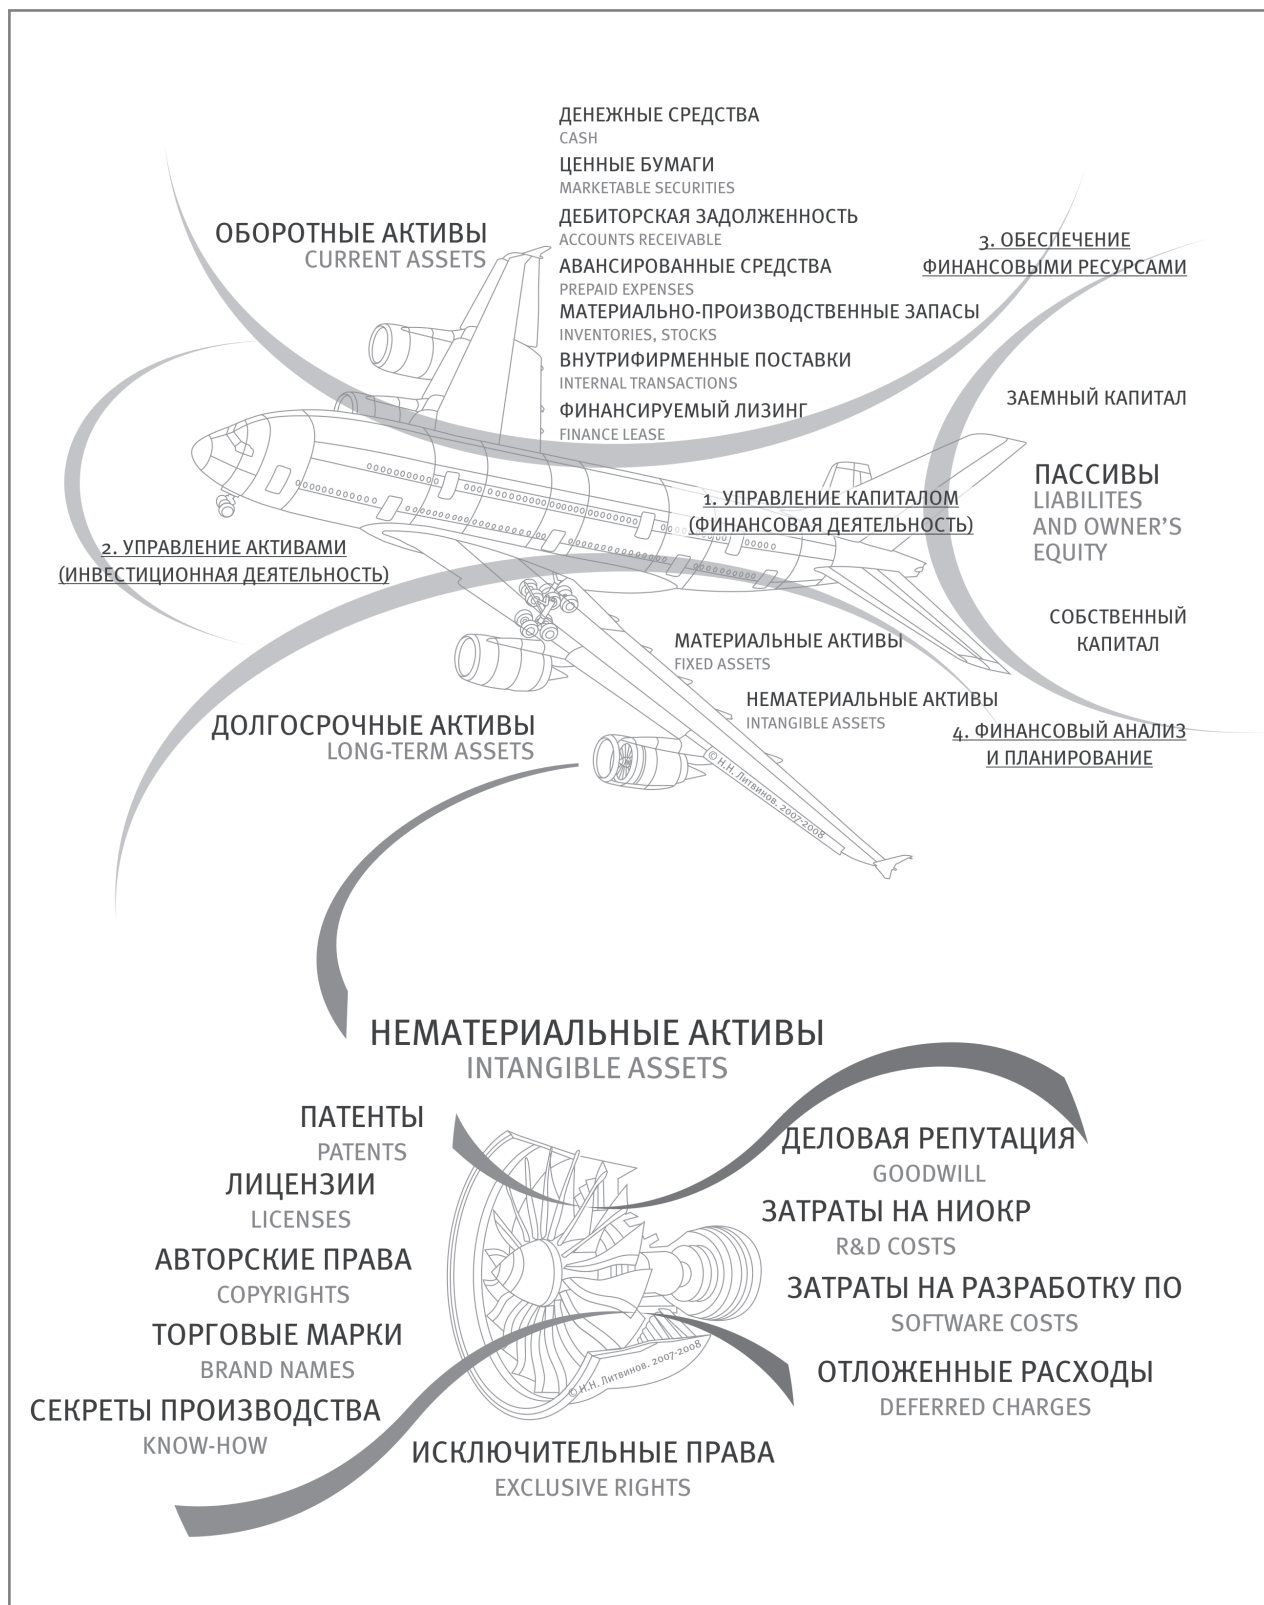 ДЕНЕЖНЫЕ СРЕДСТВА
CASH
ЦЕННЫЕ БУМАГИ
MARKETABLE SECURITIES
ДЕБИТОРСКАЯ ЗАДОЛЖЕННОСТЬ
ACCOUNTS RECEIVABLE
АВАНСИРОВАННЫЕ СРЕДСТВА
PREPAID EXPENSES
МАТЕРИАЛЬНО-ПРОИЗВОДСТВЕННЫЕ ЗАПАСЫ
INVENTORIES, STOCKS
ВНУТРИФИРМЕННЫЕ ПОСТАВКИ
INTERNAL TRANSACTIONS
ФИНАНСИРУЕМЫЙ ЛИЗИНГ
FINANCE LEASE
ОБОРОТНЫЕ АКТИВЫ
CURRENT ASSETS
3. ОБЕСПЕЧЕНИЕ
ФИНАНСОВЫМИ РЕСУРСАМИ
ЗАЕМНЫЙ КАПИТАЛ
ПАССИВЫ
LIABILITES
AND OWNER'S
EQUITY
1. УПРАВЛЕНИЕ КАПИТАЛОМ
(ФИНАНСОВАЯ ДЕЯТЕЛЬНОСТЬ)
2. УПРАВЛЕНИЕ АКТИВАМИ
(ИНВЕСТИЦИОННАЯ ДЕЯТЕЛЬНОСТЬ)
СОБСТВЕННЫЙ
КАПИТАЛ
МАТЕРИАЛЬНЫЕ АКТИВЫ
FIXED ASSETS
НЕМАТЕРИАЛЬНЫЕ АКТИВЫ
INTANGIBLE ASSETS
ДОЛГОСРОЧНЫЕ АКТИВЫ
LONG-TERM ASSETS
4. ФИНАНСОВЫЙ АНАЛИЗ
И ПЛАНИРОВАНИЕ
© Н.Н. Литвинов. 2007-2008
НЕМАТЕРИАЛЬНЫЕ АКТИВЫ
INTANGIBLE ASSETS
ПАТЕНТЫ
PATENTS
ЛИЦЕНЗИИ
LICENSES
АВТОРСКИЕ ПРАВА
COPYRIGHTS
ТОРГОВЫЕ МАРКИ
BRAND NAMES
СЕКРЕТЫ ПРОИЗВОДСТВА
KNOW-HOW
ДЕЛОВАЯ РЕПУТАЦИЯ
GOODWILL
ЗАТРАТЫ НА НИОКР
R&D COSTS
ЗАТРАТЫ НА РАЗРАБОТКУ ПО
SOFTWARE COSTS
ОТЛОЖЕННЫЕ РАСХОДЫ
DEFERRED CHARGES
© Н.Н. Литвинов. 2007-2008
ИСКЛЮЧИТЕЛЬНЫЕ ПРАВА
EXCLUSIVE RIGHTS